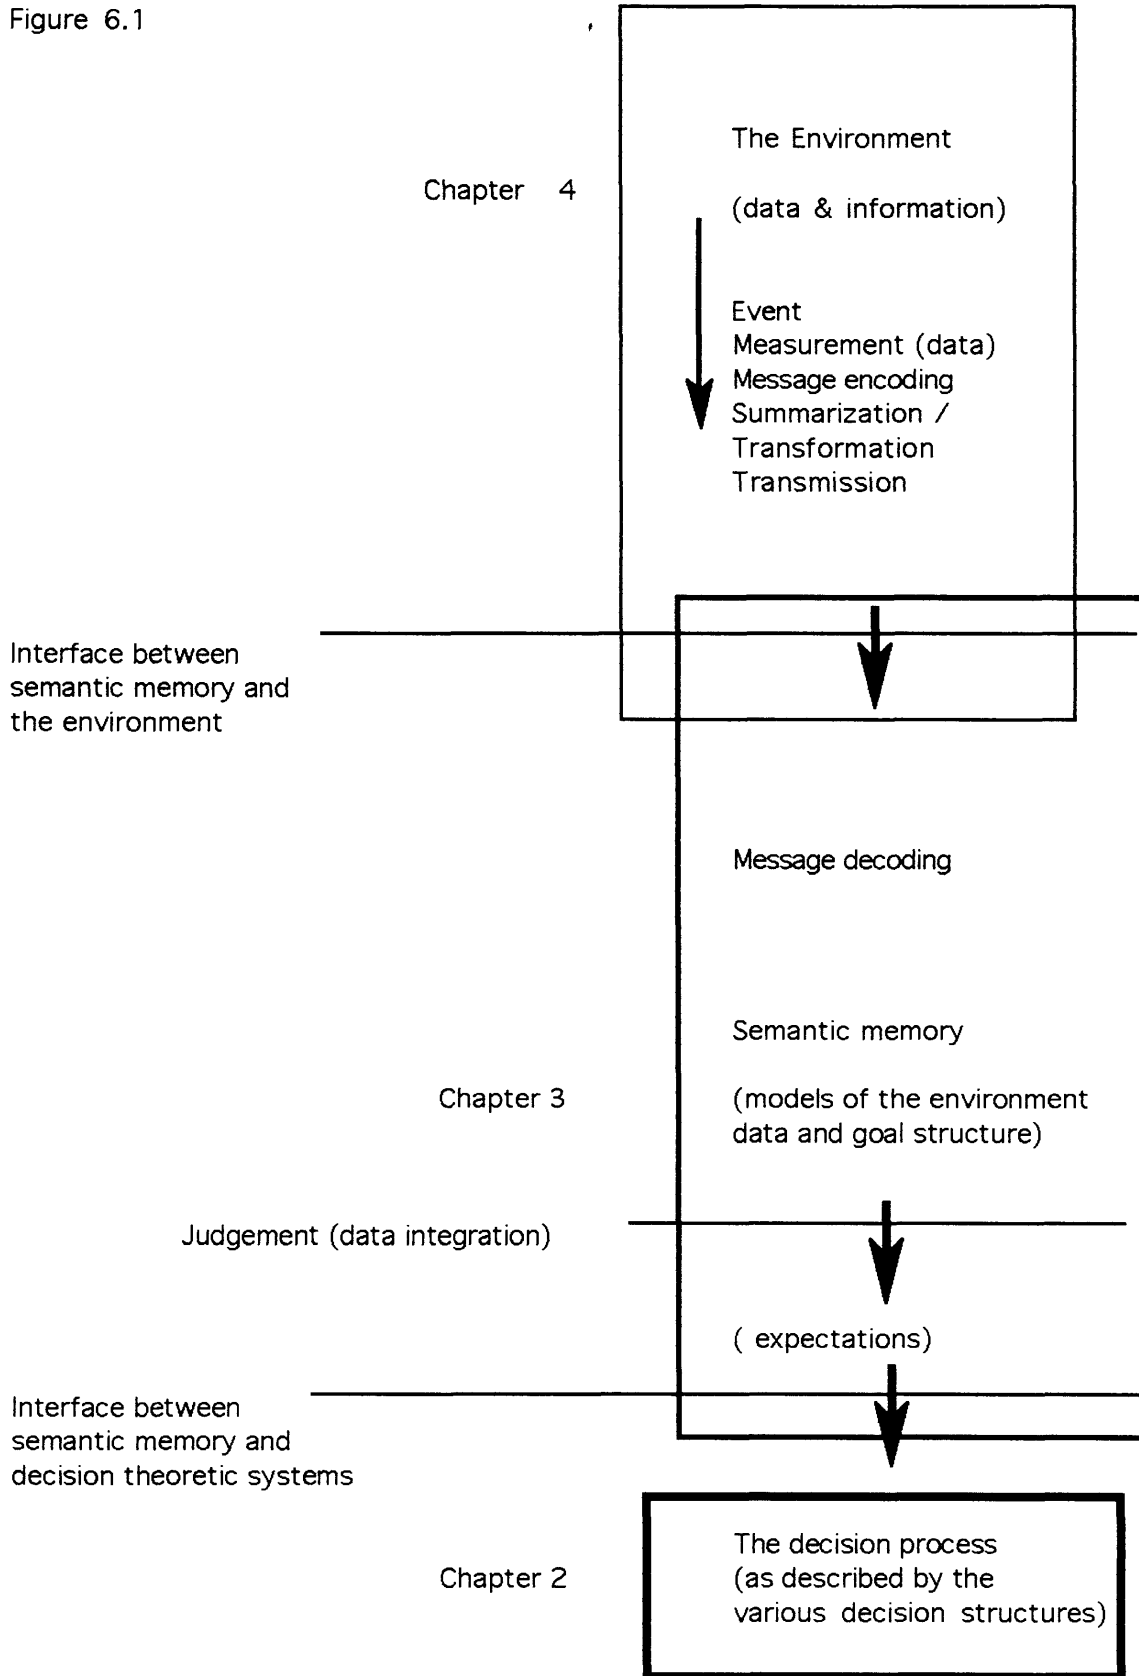 Figure 6.1
The Environment
Chapter 4
(data & information)
Event
Measurement (data)
Message encoding
Summarization /
Transformation
Transmission
Interface between
semantic memory and
the environment
Message decoding
Semantic memory
Chapter 3
(models of the environment
data and goal structure)
Judgement (data integration)
( expectations)
Interface between
semantic memory and
decision theoretic systems
The decision process
Chapter 2
(as described by the
various decision structures)